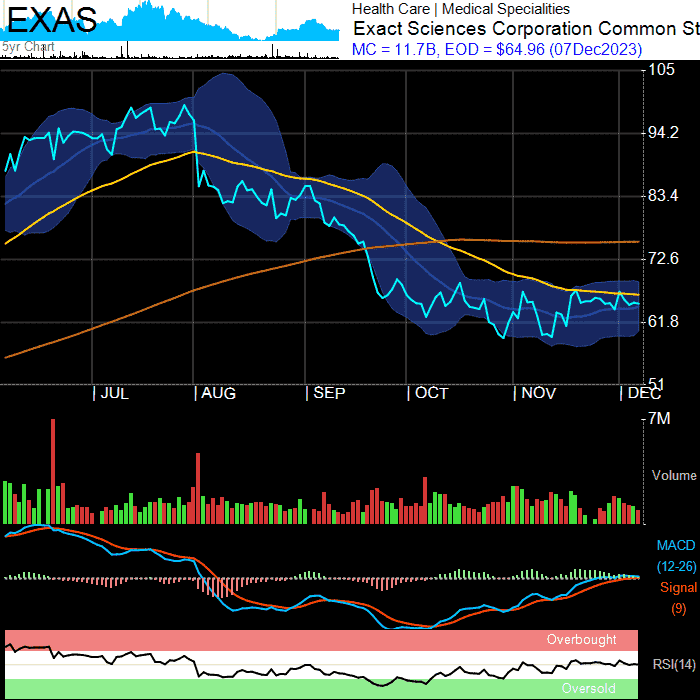 EXAS
5yr Chart
Health Care | Medical Specialities
Exact Sciences Corporation Common St
MC = 11.7B, EOD = $64.96 (07Dec2023)
105
94.2
83.4
72.6
61.8
51
| JUL | AUG | SEP | OCT | NOV | DEC
7M
Volume
MACD
(12-26)
Signal
(9)
Overbought
RSI(14)
Oversold